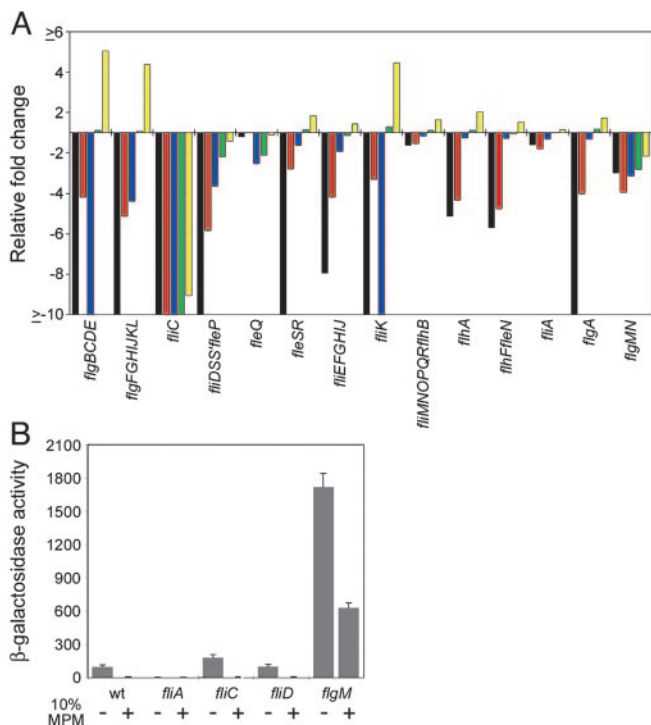 A
≥6
4
2
-2
-4
-6
-8
-10
Relative fold change
flgBCDE
flgFGHIJKL
fliC
fliDSS'fleP
fleQ
fleSR
fliEFGHIJ
fliK
fliMNOPQRflhB
flhA
flhFfleN
fliA
flgA
flgMN
B
2100
1800
1500
1200
900
600
300
0
β-galactosidase activity
wt fliA fliC fliD flgM
10% MPM - + - + - + - + - +